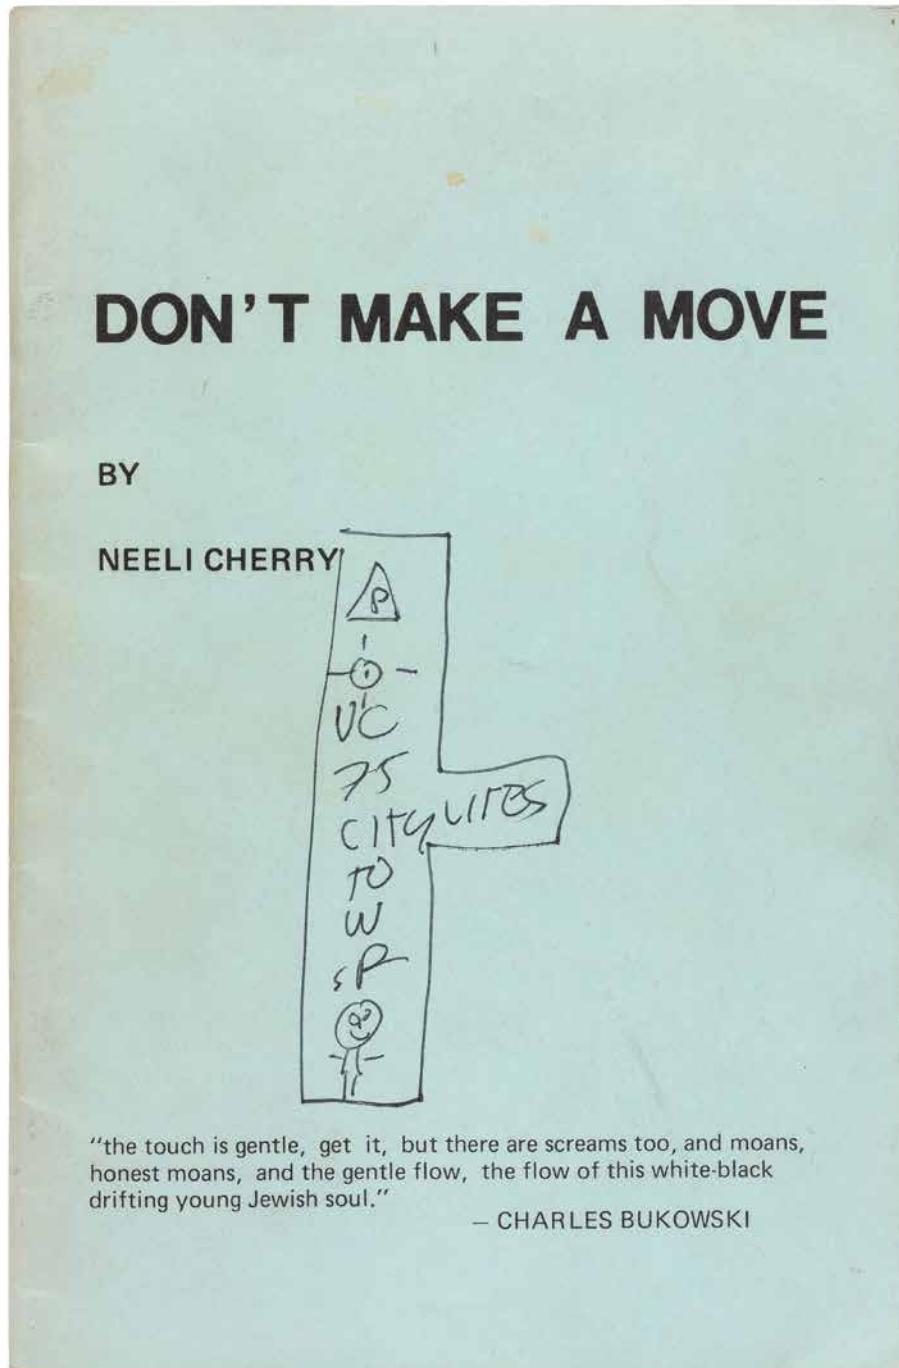 DON'T MAKE A MOVE
BY
NEELI CHERRY
P
UC
75
CITY LITES
TO
W
SP
"the touch is gentle, get it, but there are screams too, and moans,
honest moans, and the gentle flow, the flow of this white-black
drifting young Jewish soul."
— CHARLES BUKOWSKI